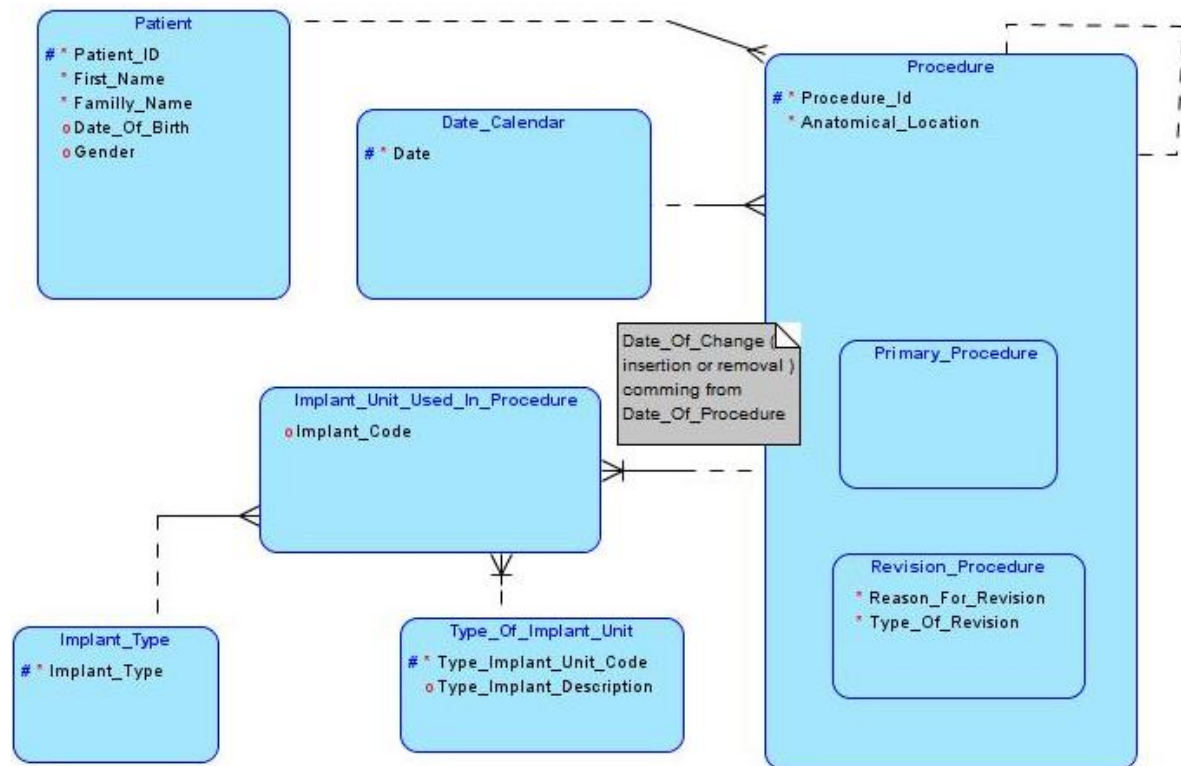 Patient
# * Patient_ID
* First_Name
* Familly_Name
o Date_Of_Birth
o Gender
Date_Calendar
# * Date
Procedure
# * Procedure_Id
* Anatomical_Location
Date_Of_Change (
insertion or removal )
comming from
Date_Of_Procedure
Primary_Procedure
Implant_Unit_Used_In_Procedure
o Implant_Code
Revision_Procedure
* Reason_For_Revision
* Type_Of_Revision
Implant_Type
# * Implant_Type
Type_Of_Implant_Unit
# * Type_Implant_Unit_Code
o Type_Implant_Description